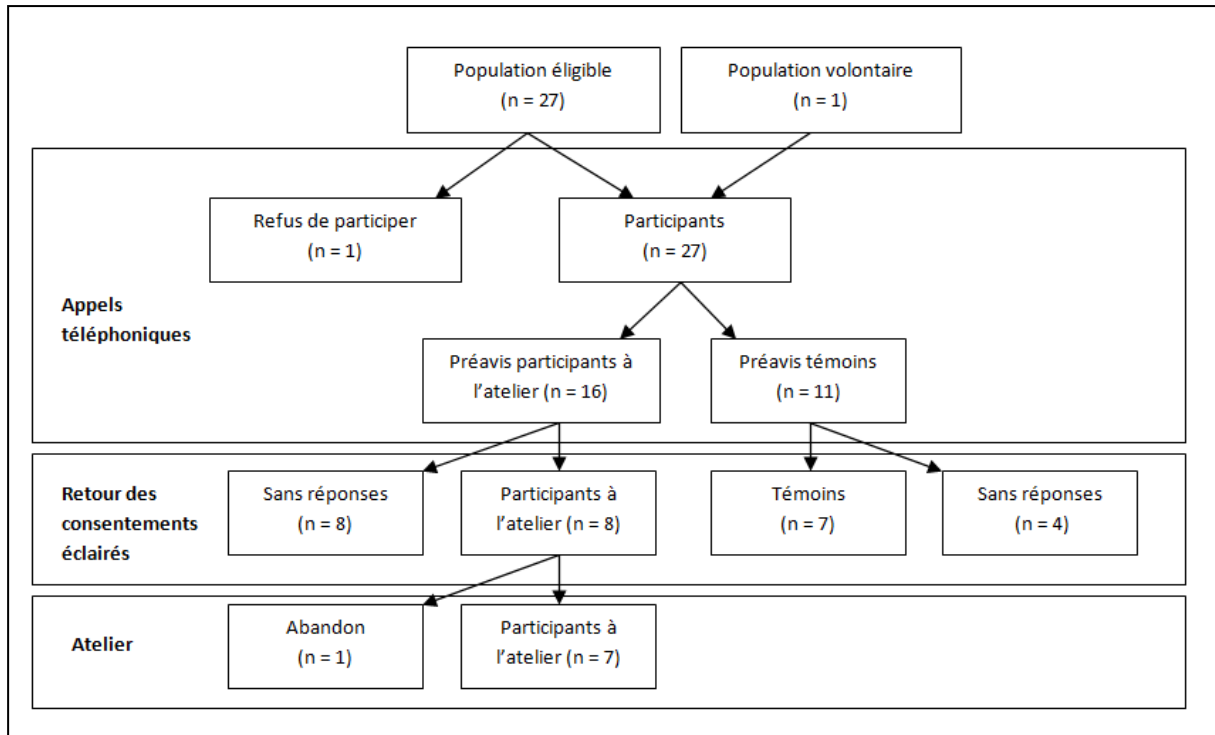 Population éligible
(n = 27)
Population volontaire
(n = 1)
Refus de participer
(n = 1)
Participants
(n = 27)
Appels
téléphoniques
Préavis participants à
l’atelier (n = 16)
Préavis témoins
(n = 11)
Retour des
consentements
éclairés
Sans réponses
(n = 8)
Participants à
l’atelier (n = 8)
Témoins
(n = 7)
Sans réponses
(n = 4)
Atelier
Abandon
(n = 1)
Participants à
l’atelier (n = 7)